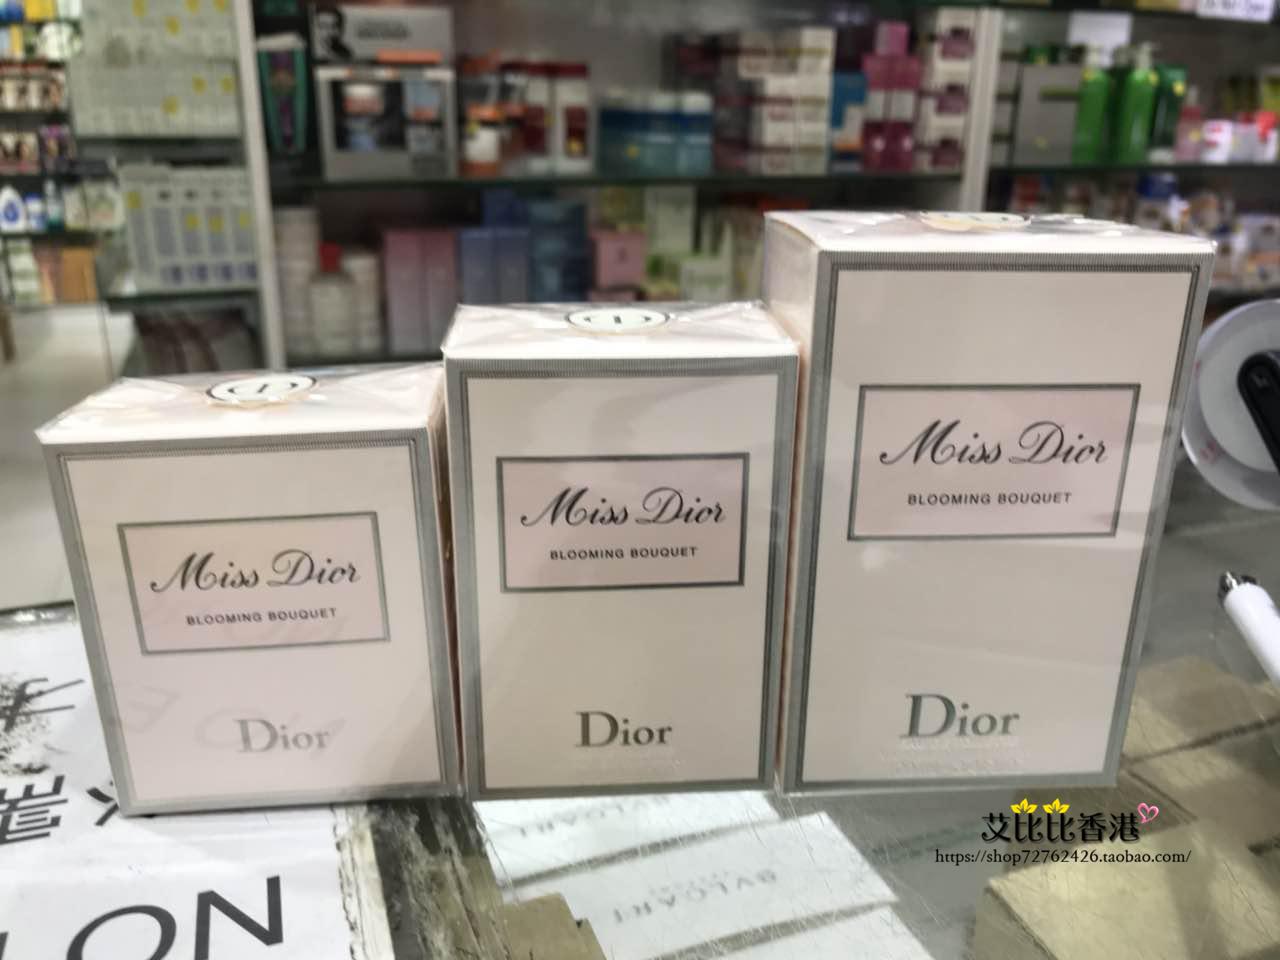 Miss Dior
BLOOMING BOUQUET
Dior
Miss Dior
BLOOMING BOUQUET
Dior
Miss Dior
BLOOMING BOUQUET
Dior
艾比比香港
https://shop72762426.taobao.com/
BVLGARI